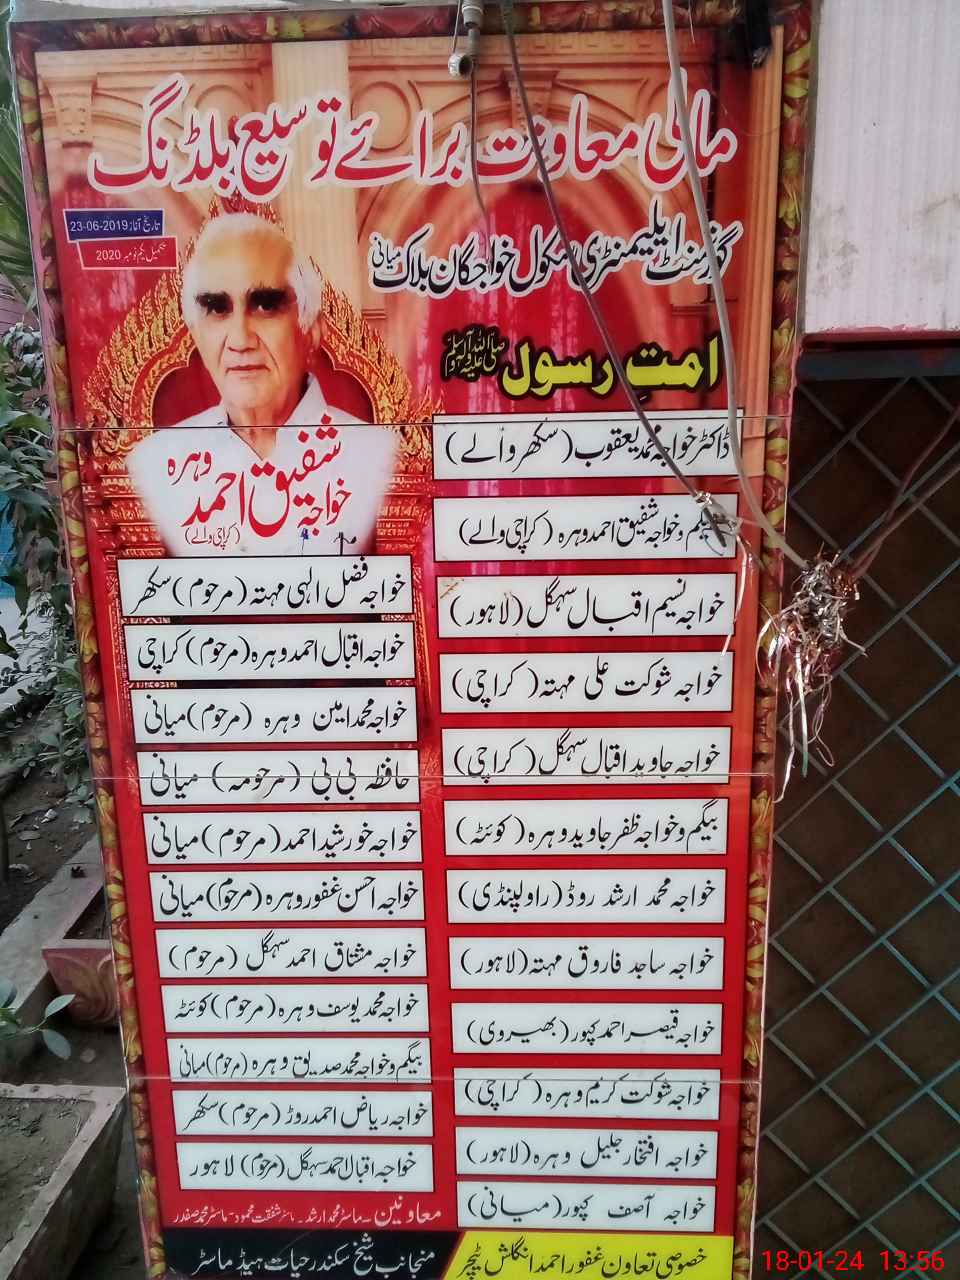 مالی معاونت برائے توسیع بلڈنگ
تاریخ آغاز: 2019-06-23
تکمیل یکم نومبر 2020
گورنمنٹ ایلیمنٹری سکول خواجگان بلاک میانی
امتِ رسول ﷺ
خواجہ شفیق احمد وہرہ
(کراچی والے)
ڈاکٹر خواجہ محمد یعقوب (سکھر والے)
بیگم و خواجہ شفیق احمد وہرہ (کراچی والے)
خواجہ نسیم اقبال سہگل (لاہور)
خواجہ شوکت علی مہتہ (کراچی)
خواجہ جاوید اقبال سہگل (کراچی)
بیگم و خواجہ ظفر جاوید وہرہ (کوئٹہ)
خواجہ محمد ارشد روڈ (راولپنڈی)
خواجہ ساجد فاروق مہتہ (لاہور)
خواجہ قیصر احمد کپور (بھیروی)
خواجہ شوکت کریم وہرہ (کراچی)
خواجہ افتخار جلیل وہرہ (لاہور)
خواجہ آصف کپور (میانی)
خواجہ فضل الہی مہتہ (مرحوم) سکھر
خواجہ اقبال احمد وہرہ (مرحوم) کراچی
خواجہ محمد امین وہرہ (مرحوم) میانی
حافظہ بی بی (مرحومہ) میانی
خواجہ خورشید احمد (مرحوم) میانی
خواجہ احسن غفور وہرہ (مرحوم) میانی
خواجہ مشتاق احمد سہگل (مرحوم)
خواجہ محمد یوسف وہرہ (مرحوم) کوئٹہ
بیگم و خواجہ محمد صدیق وہرہ (مرحوم) میانی
خواجہ ریاض احمد روڑ (مرحوم) سکھر
خواجہ اقبال احمد سہگل (مرحوم) لاہور
معاونین ۔ ماسٹر محمد ارشد ۔ ماسٹر شفقت محمود ۔ ماسٹر محمد صفدر
خصوصی تعاون غفور احمد انگلش ٹیچر
منجانب شیخ سکندر حیات ہیڈ ماسٹر
18-01-24 13:56